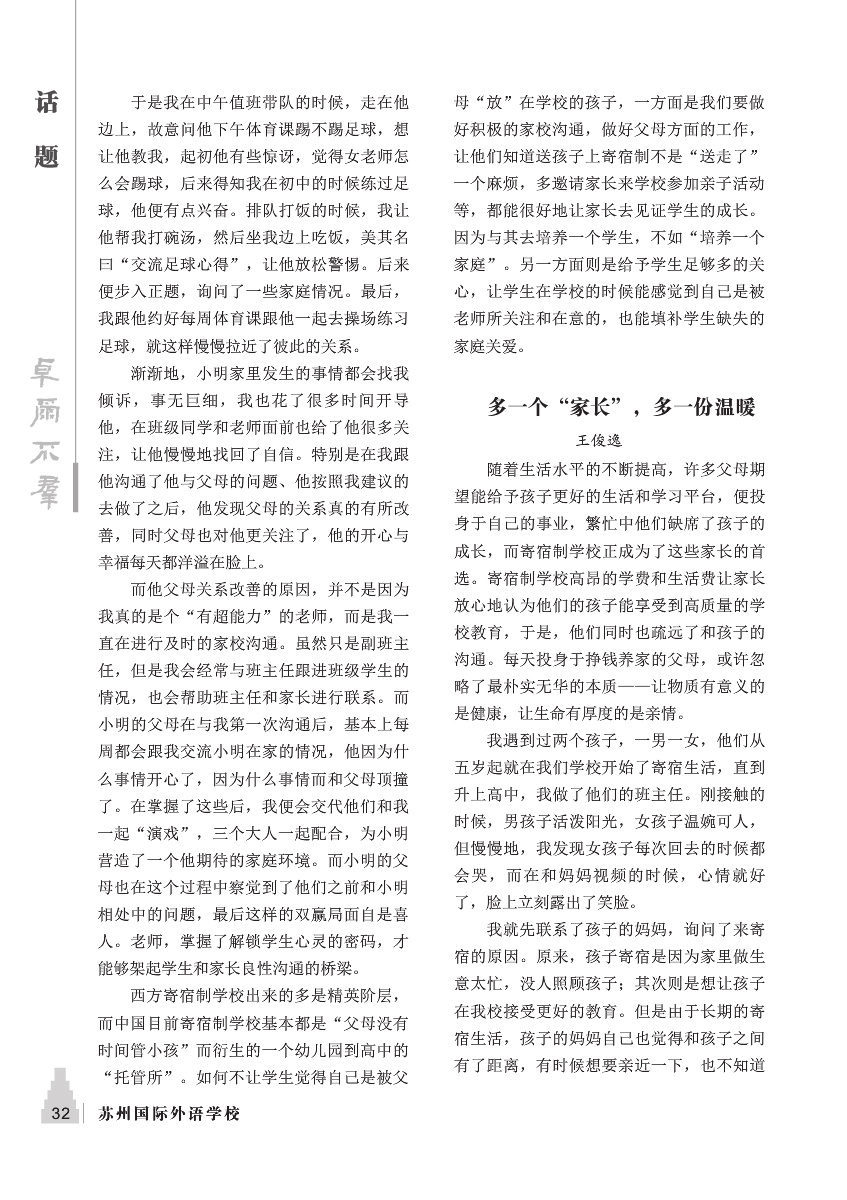 话
题
卓尔不群
于是我在中午值班带队的时候，走在他
边上，故意问他下午体育课踢不踢足球，想
让他教我，起初他有些惊讶，觉得女老师怎
么会踢球，后来得知我在初中的时候练过足
球，他便有点兴奋。排队打饭的时候，我让
他帮我打碗汤，然后坐我边上吃饭，美其名
曰“交流足球心得”，让他放松警惕。后来
便步入正题，询问了一些家庭情况。最后，
我跟他约好每周体育课跟他一起去操场练习
足球，就这样慢慢拉近了彼此的关系。
渐渐地，小明家里发生的事情都会找我
倾诉，事无巨细，我也花了很多时间开导
他，在班级同学和老师面前也给了他很多关
注，让他慢慢地找回了自信。特别是在我跟
他沟通了他与父母的问题、他按照我建议的
去做了之后，他发现父母的关系真的有所改
善，同时父母也对他更关注了，他的开心与
幸福每天都洋溢在脸上。
而他父母关系改善的原因，并不是因为
我真的是个“有超能力”的老师，而是我一
直在进行及时的家校沟通。虽然只是副班主
任，但是我会经常与班主任跟进班级学生的
情况，也会帮助班主任和家长进行联系。而
小明的父母在与我第一次沟通后，基本上每
周都会跟我交流小明在家的情况，他因为什
么事情开心了，因为什么事情而和父母顶撞
了。在掌握了这些后，我便会交代他们和我
一起“演戏”，三个大人一起配合，为小明
营造了一个他期待的家庭环境。而小明的父
母也在这个过程中察觉到了他们之前和小明
相处中的问题，最后这样的双赢局面自是喜
人。老师，掌握了解锁学生心灵的密码，才
能够架起学生和家长良性沟通的桥梁。
西方寄宿制学校出来的多是精英阶层，
而中国目前寄宿制学校基本都是“父母没有
时间管小孩”而衍生的一个幼儿园到高中的
“托管所”。如何不让学生觉得自己是被父
母“放”在学校的孩子，一方面是我们要做
好积极的家校沟通，做好父母方面的工作，
让他们知道送孩子上寄宿制不是“送走了”
一个麻烦，多邀请家长来学校参加亲子活动
等，都能很好地让家长去见证学生的成长。
因为与其去培养一个学生，不如“培养一个
家庭”。另一方面则是给予学生足够多的关
心，让学生在学校的时候能感觉到自己是被
老师所关注和在意的，也能填补学生缺失的
家庭关爱。
多一个“家长”，多一份温暖
王俊逸
随着生活水平的不断提高，许多父母期
望能给予孩子更好的生活和学习平台，便投
身于自己的事业，繁忙中他们缺席了孩子的
成长，而寄宿制学校正成为了这些家长的首
选。寄宿制学校高昂的学费和生活费让家长
放心地认为他们的孩子能享受到高质量的学
校教育，于是，他们同时也疏远了和孩子的
沟通。每天投身于挣钱养家的父母，或许忽
略了最朴实无华的本质——让物质有意义的
是健康，让生命有厚度的是亲情。
我遇到过两个孩子，一男一女，他们从
五岁起就在我们学校开始了寄宿生活，直到
升上高中，我做了他们的班主任。刚接触的
时候，男孩子活泼阳光，女孩子温婉可人，
但慢慢地，我发现女孩子每次回去的时候都
会哭，而在和妈妈视频的时候，心情就好
了，脸上立刻露出了笑脸。
我就先联系了孩子的妈妈，询问了来寄
宿的原因。原来，孩子寄宿是因为家里做生
意太忙，没人照顾孩子；其次则是想让孩子
在我校接受更好的教育。但是由于长期的寄
宿生活，孩子的妈妈自己也觉得和孩子之间
有了距离，有时候想要亲近一下，也不知道
32 苏州国际外语学校